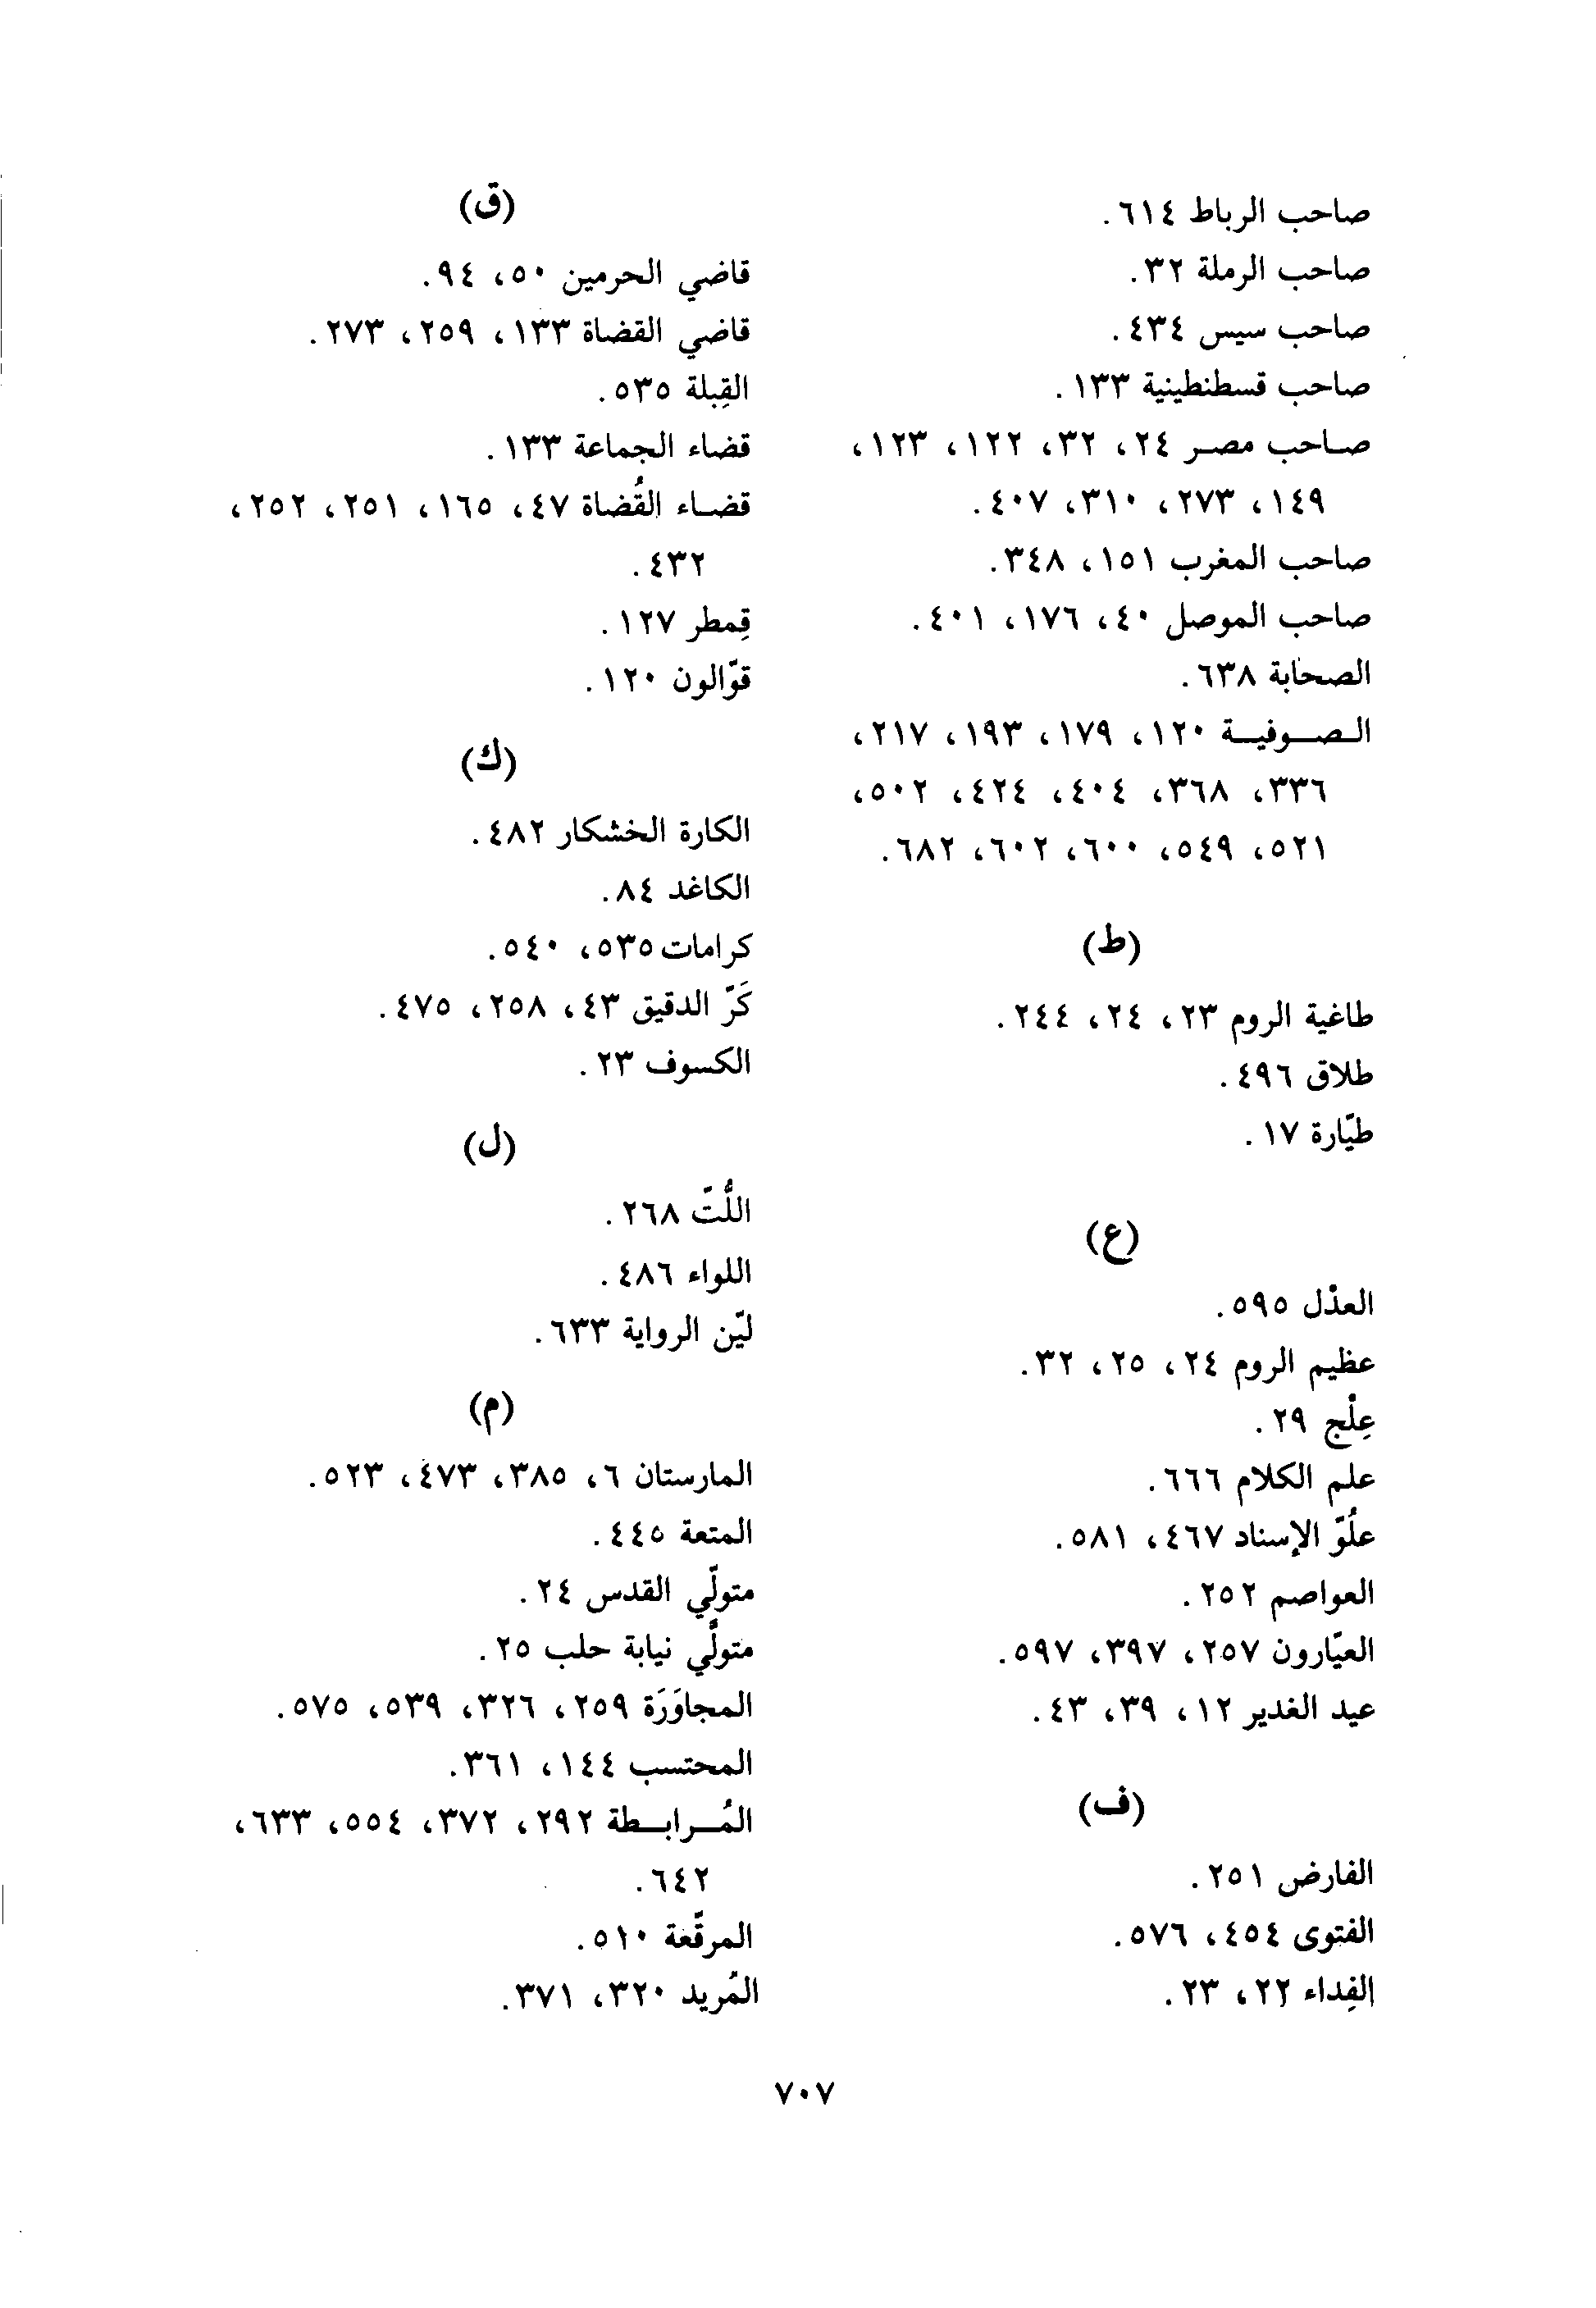 صاحب الرباط ٦١٤.
صاحب الرملة ٣٢.
صاحب سيس ٤٣٤.
صاحب قسطنطينية ١٣٣.
صاحب مصر ٢٤، ٣٢، ١٢٢، ١٢٣،
١٤٩، ٢٧٣، ٣١٠، ٤٠٧.
صاحب المغرب ١٥١، ٣٤٨.
صاحب الموصل ٤٠، ١٧٦، ٤٠١.
الصحابة ٦٣٨.
الصوفية ١٢٠، ١٧٩، ١٩٣، ٢١٧،
٣٣٦، ٣٦٨، ٤٠٤، ٤٢٤، ٥٠٢،
٥٢١، ٥٤٩، ٦٠٠، ٦٠٢، ٦٨٢.
(ط)
طاغية الروم ٢٣، ٢٤، ٢٤٤.
طلاق ٤٩٦.
طيّارة ١٧.
(ع)
العدْل ٥٩٥.
عظيم الروم ٢٤، ٢٥، ٣٢.
عِلْج ٢٩.
علم الكلام ٦٦٦.
علُوّ الإسناد ٤٦٧، ٥٨١.
العواصم ٢٥٢.
العيّارون ٢٥٧، ٣٩٧، ٥٩٧.
عيد الغدير ١٢، ٣٩، ٤٣.
(ف)
الفارض ٢٥١.
الفتوى ٤٥٤، ٥٧٦.
الفِداء ٢٢، ٢٣.
(ق)
قاضي الحرمين ٥٠، ٩٤.
قاضي القضاة ١٣٣، ٢٥٩، ٢٧٣.
القِبلة ٥٣٥.
قضاء الجماعة ١٣٣.
قضاء القُضاة ٤٧، ١٦٥، ٢٥١، ٢٥٢،
٤٣٢.
قِمطر ١٢٧.
قوّالون ١٢٠.
(ك)
الكارة الخشكار ٤٨٢.
الكاغد ٨٤.
كرامات ٥٣٥، ٥٤٠.
كَرّ الدقيق ٤٣، ٢٥٨، ٤٧٥.
الكسوف ٢٣.
(ل)
اللُّتّ ٢٦٨.
اللواء ٤٨٦.
ليّن الرواية ٦٣٣.
(م)
المارستان ٦، ٣٨٥، ٤٧٣، ٥٢٣.
المتعة ٤٤٥.
متولّي القدس ٢٤.
متولّي نيابة حلب ٢٥.
المجاوَرَة ٢٥٩، ٣٢٦، ٥٣٩، ٥٧٥.
المحتسب ١٤٤، ٣٦١.
المُرابطة ٢٩٢، ٣٧٢، ٥٥٤، ٦٣٣،
٦٤٢.
المرقّعة ٥١٠.
المُريد ٣٢٠، ٣٧١.
٧٠٧